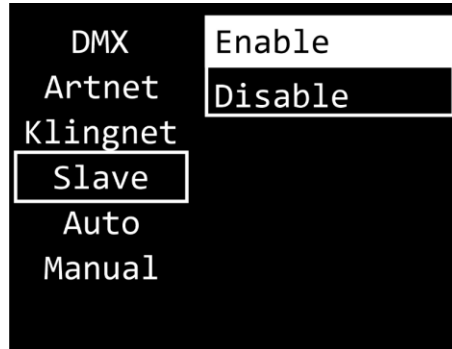 DMX
Artnet
Klingnet
Slave
Auto
Manual
Enable
Disable